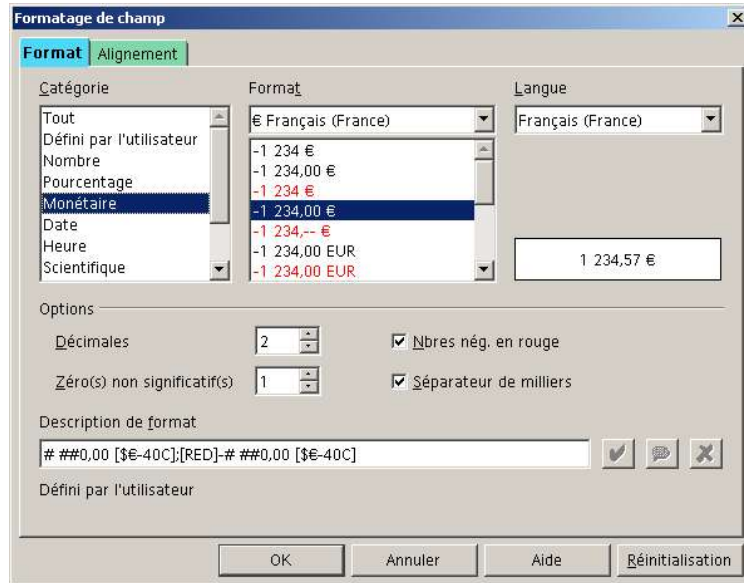 Formatage de champ
Format Alignement
Catégorie
Tout
Défini par l'utilisateur
Nombre
Pourcentage
Monétaire
Date
Heure
Scientifique
Format
€ Français (France)
-1 234 €
-1 234,00 €
-1 234 €
-1 234,00 €
-1 234,-- €
-1 234,00 EUR
-1 234,00 EUR
Langue
Français (France)
1 234,57 €
Options
Décimales 2
Nbres nég. en rouge
Zéro(s) non significatif(s) 1
Séparateur de milliers
Description de format
# ##0,00 [$€-40C];[RED]-# ##0,00 [$€-40C]
Défini par l'utilisateur
OK Annuler Aide Réinitialisation